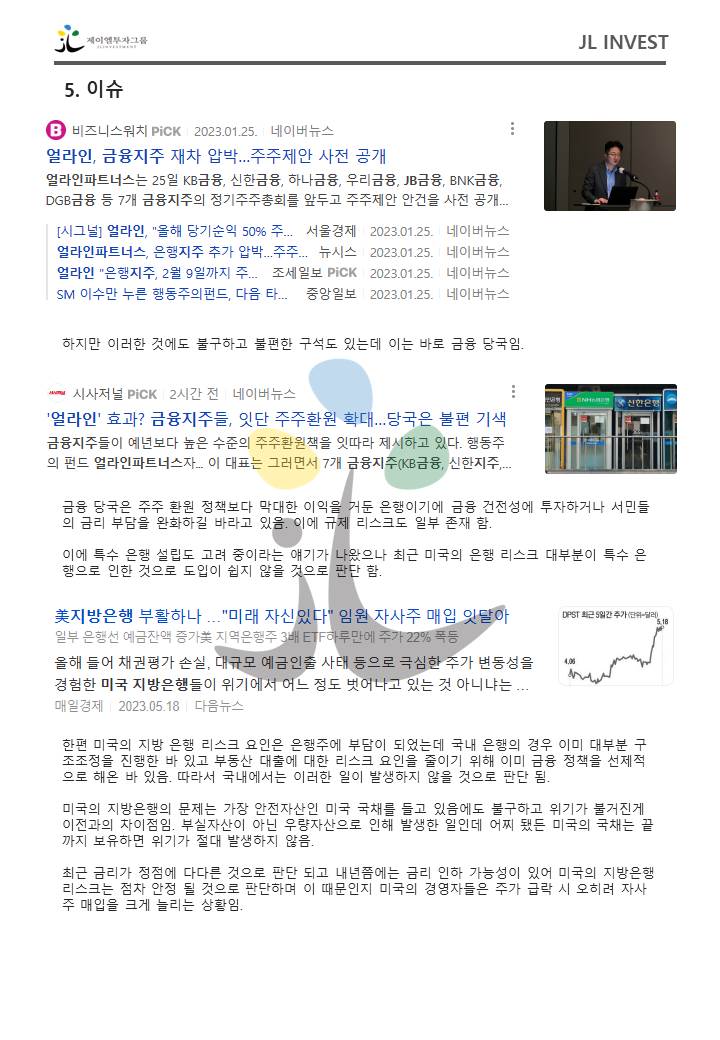 제이엘투자그룹
JL INVESTMENT
JL INVEST
5. 이슈
비즈니스워치 PiCK 2023.01.25. 네이버뉴스
얼라인, 금융지주 재차 압박...주주제안 사전 공개
얼라인파트너스는 25일 KB금융, 신한금융, 하나금융, 우리금융, JB금융, BNK금융,
DGB금융 등 7개 금융지주의 정기주주총회를 앞두고 주주제안 안건을 사전 공개...
[시그널] 얼라인, "올해 당기순익 50% 주... 서울경제 2023.01.25. 네이버뉴스
얼라인파트너스, 은행지주 추가 압박...주주... 뉴시스 2023.01.25. 네이버뉴스
얼라인 "은행지주, 2월 9일까지 주... 조세일보 PiCK 2023.01.25. 네이버뉴스
SM 이수만 누른 행동주의펀드, 다음 타... 중앙일보 2023.01.25. 네이버뉴스
하지만 이러한 것에도 불구하고 불편한 구석도 있는데 이는 바로 금융 당국임.
시사저널 PiCK 2시간 전 네이버뉴스
'얼라인' 효과? 금융지주들, 잇단 주주환원 확대...당국은 불편 기색
금융지주들이 예년보다 높은 수준의 주주환원책을 잇따라 제시하고 있다. 행동주
의 펀드 얼라인파트너스자... 이 대표는 그러면서 7개 금융지주(KB금융, 신한지주,...
NH농협은행
신한은행
금융 당국은 주주 환원 정책보다 막대한 이익을 거둔 은행이기에 금융 건전성에 투자하거나 서민들
의 금리 부담을 완화하길 바라고 있음. 이에 규제 리스크도 일부 존재 함.
이에 특수 은행 설립도 고려 중이라는 얘기가 나왔으나 최근 미국의 은행 리스크 대부분이 특수 은
행으로 인한 것으로 도입이 쉽지 않을 것으로 판단 함.
美지방은행 부활하나 ..."미래 자신있다" 임원 자사주 매입 잇달아
일부 은행선 예금잔액 증가美 지역은행주 3배 ETF하루만에 주가 22% 폭등
올해 들어 채권평가 손실, 대규모 예금인출 사태 등으로 극심한 주가 변동성을
경험한 미국 지방은행들이 위기에서 어느 정도 벗어나고 있는 것 아니냐는 ...
매일경제 2023.05.18 다음뉴스
DPST 최근 5일간 주가 (단위=달러)
5.18
4.06
한편 미국의 지방 은행 리스크 요인은 은행주에 부담이 되었는데 국내 은행의 경우 이미 대부분 구
조조정을 진행한 바 있고 부동산 대출에 대한 리스크 요인을 줄이기 위해 이미 금융 정책을 선제적
으로 해온 바 있음. 따라서 국내에서는 이러한 일이 발생하지 않을 것으로 판단 됨.
미국의 지방은행의 문제는 가장 안전자산인 미국 국채를 들고 있음에도 불구하고 위기가 불거진게
이전과의 차이점임. 부실자산이 아닌 우량자산으로 인해 발생한 일인데 어찌 됐든 미국의 국채는 끝
까지 보유하면 위기가 절대 발생하지 않음.
최근 금리가 정점에 다다른 것으로 판단 되고 내년쯤에는 금리 인하 가능성이 있어 미국의 지방은행
리스크는 점차 안정 될 것으로 판단하며 이 때문인지 미국의 경영자들은 주가 급락 시 오히려 자사
주 매입을 크게 늘리는 상황임.